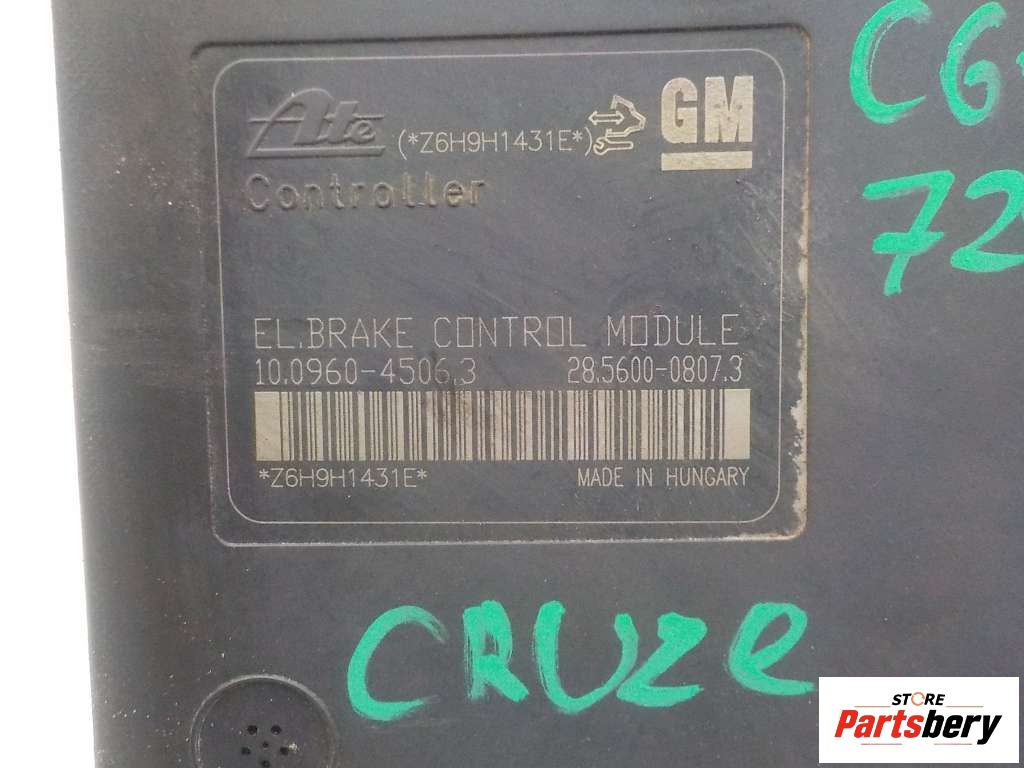 Ate (*Z6H9H1431E*) GM
Controller
EL.BRAKE CONTROL MODULE
10.0960-4506.3 28.5600-0807.3
*Z6H9H1431E* MADE IN HUNGARY
72
CRUZE
STORE
Partsbery